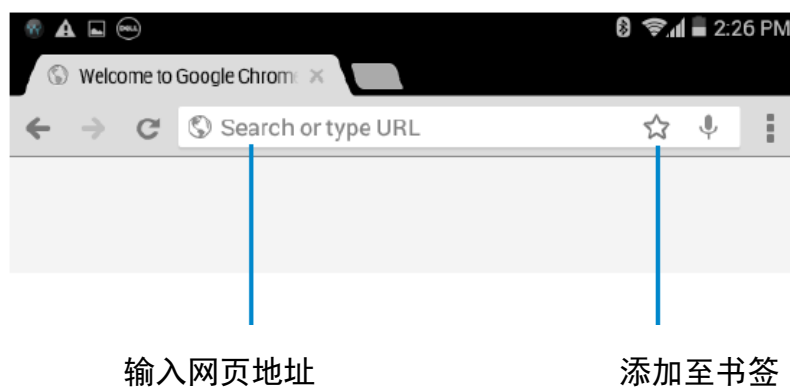 DELL 2:26 PM
Welcome to Google Chrome
Search or type URL
输入网页地址 添加至书签